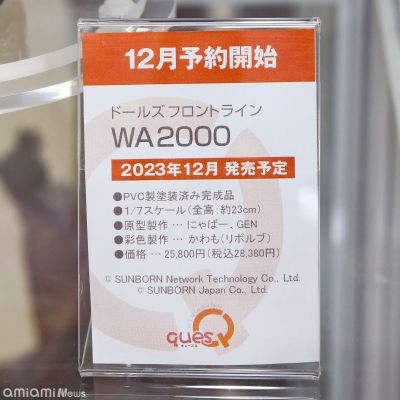 12月予約開始
ドールズフロントライン
WA2000
2023年12月 発売予定
●PVC製塗装済み完成品
●1/7スケール(全高:約23cm)
●原型製作 … にゃばー、GEN
●彩色製作 … かわも(リボルブ)
●価格 … 25,800円(税込28,380円)
© SUNBORN Network Technology Co., Ltd.
© SUNBORN Japan Co., Ltd.
quesQ
キューズQ
amiami News